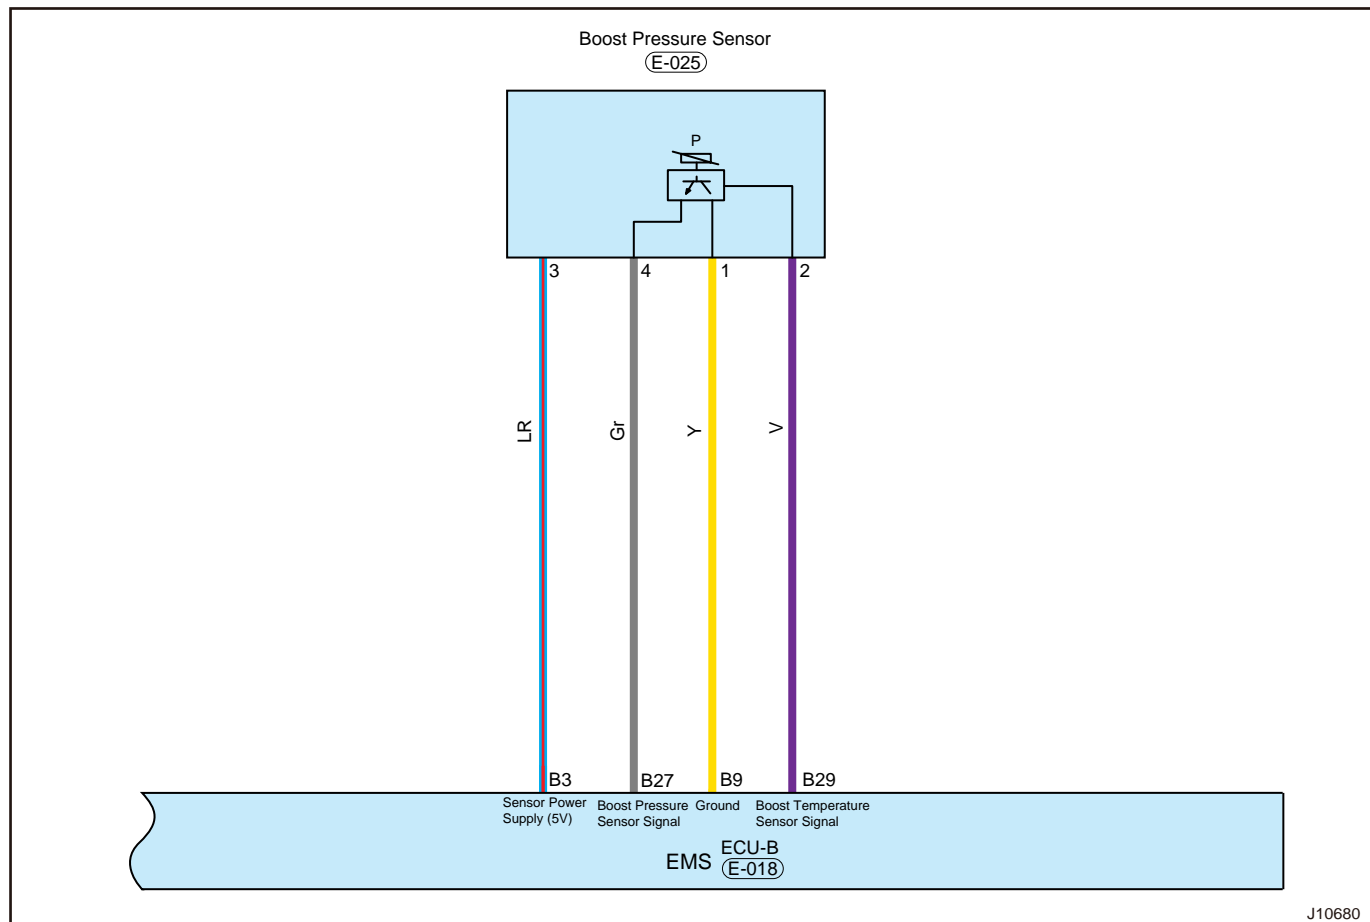 Boost Pressure Sensor
E-025
P
3
4
1
2
LR
Gr
Y
V
B3
B27
B9
B29
Sensor Power
Supply (5V)
Boost Pressure
Sensor Signal
Ground
Boost Temperature
Sensor Signal
EMS
ECU-B
E-018
J10680